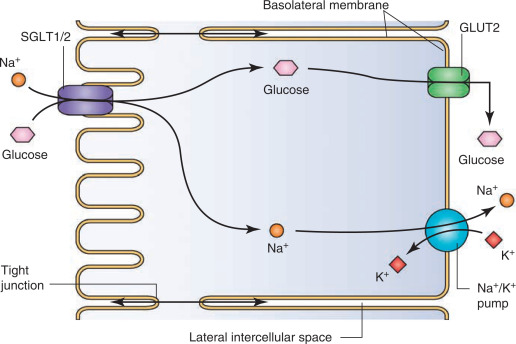 Basolateral membrane
SGLT1/2
GLUT2
Na⁺
Glucose
Glucose
Glucose
Na⁺
Na⁺
K⁺
K⁺
Tight
junction
Na⁺/K⁺
pump
Lateral intercellular space